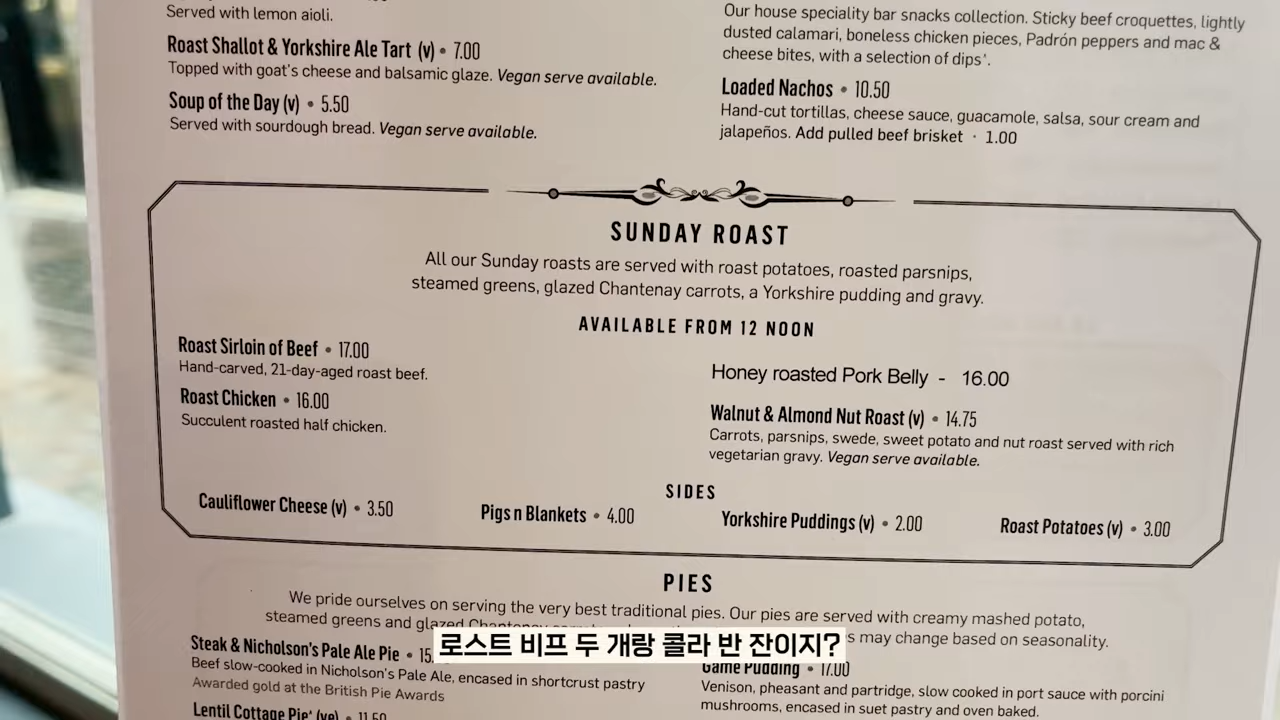 Served with lemon aioli.
Roast Shallot & Yorkshire Ale Tart (v) • 7.00
Topped with goat's cheese and balsamic glaze. Vegan serve available.
Soup of the Day (v) • 5.50
Served with sourdough bread. Vegan serve available.
Our house speciality bar snacks collection. Sticky beef croquettes, lightly
dusted calamari, boneless chicken pieces, Padrón peppers and mac &
cheese bites, with a selection of dips*.
Loaded Nachos • 10.50
Hand-cut tortillas, cheese sauce, guacamole, salsa, sour cream and
jalapeños. Add pulled beef brisket · 1.00
SUNDAY ROAST
All our Sunday roasts are served with roast potatoes, roasted parsnips,
steamed greens, glazed Chantenay carrots, a Yorkshire pudding and gravy.
AVAILABLE FROM 12 NOON
Roast Sirloin of Beef • 17.00
Hand-carved, 21-day-aged roast beef.
Roast Chicken • 16.00
Succulent roasted half chicken.
Honey roasted Pork Belly - 16.00
Walnut & Almond Nut Roast (v) • 14.75
Carrots, parsnips, swede, sweet potato and nut roast served with rich
vegetarian gravy. Vegan serve available.
SIDES
Cauliflower Cheese (v) • 3.50
Pigs n Blankets • 4.00
Yorkshire Puddings (v) • 2.00
Roast Potatoes (v) • 3.00
PIES
We pride ourselves on serving the very best traditional pies. Our pies are served with creamy mashed potato,
steamed greens and glazed Chantenay may change based on seasonality.
Steak & Nicholson's Pale Ale Pie • 15.
Beef slow-cooked in Nicholson's Pale Ale, encased in shortcrust pastry
Awarded gold at the British Pie Awards
Lentil Cottage Pie* (ve) • 11.50
로스트 비프 두 개랑 콜라 반 잔이지?
Game Pudding • 17.00
Venison, pheasant and partridge, slow cooked in port sauce with porcini
mushrooms, encased in suet pastry and oven baked.